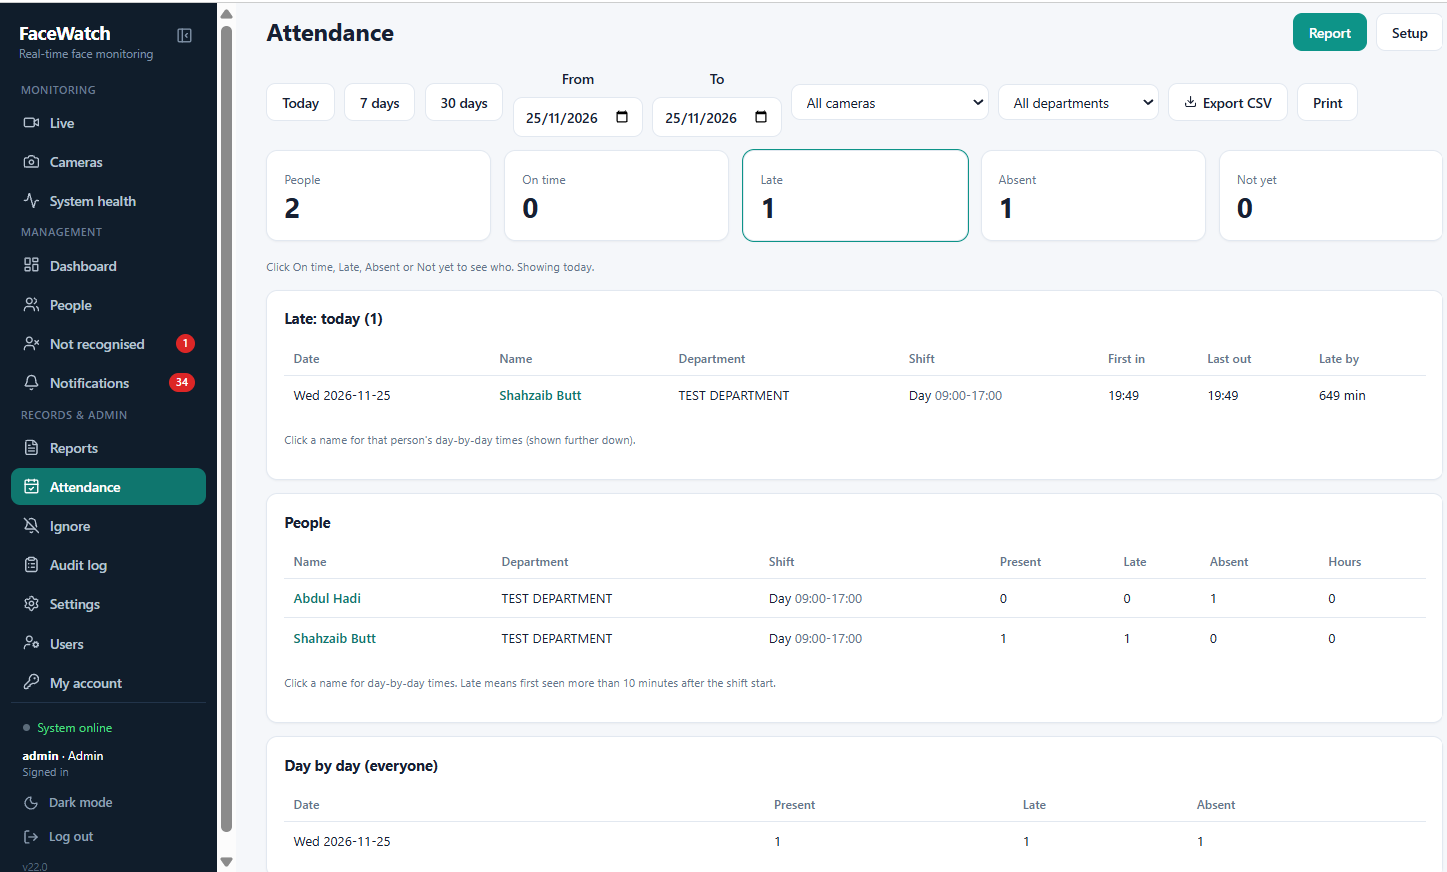 FaceWatch
Real-time face monitoring
MONITORING
Live
Cameras
System health
MANAGEMENT
Dashboard
People
Not recognised 1
Notifications 34
RECORDS & ADMIN
Reports
Attendance
Ignore
Audit log
Settings
Users
My account
System online
admin · Admin
Signed in
Dark mode
Log out
v22.0
Attendance
Report Setup
From To
Today 7 days 30 days 25/11/2026 25/11/2026 All cameras All departments Export CSV Print
People On time Late Absent Not yet
2 0 1 1 0
Click On time, Late, Absent or Not yet to see who. Showing today.
Late: today (1)
Date Name Department Shift First in Last out Late by
Wed 2026-11-25 Shahzaib Butt TEST DEPARTMENT Day 09:00-17:00 19:49 19:49 649 min
Click a name for that person's day-by-day times (shown further down).
People
Name Department Shift Present Late Absent Hours
Abdul Hadi TEST DEPARTMENT Day 09:00-17:00 0 0 1 0
Shahzaib Butt TEST DEPARTMENT Day 09:00-17:00 1 1 0 0
Click a name for day-by-day times. Late means first seen more than 10 minutes after the shift start.
Day by day (everyone)
Date Present Late Absent
Wed 2026-11-25 1 1 1